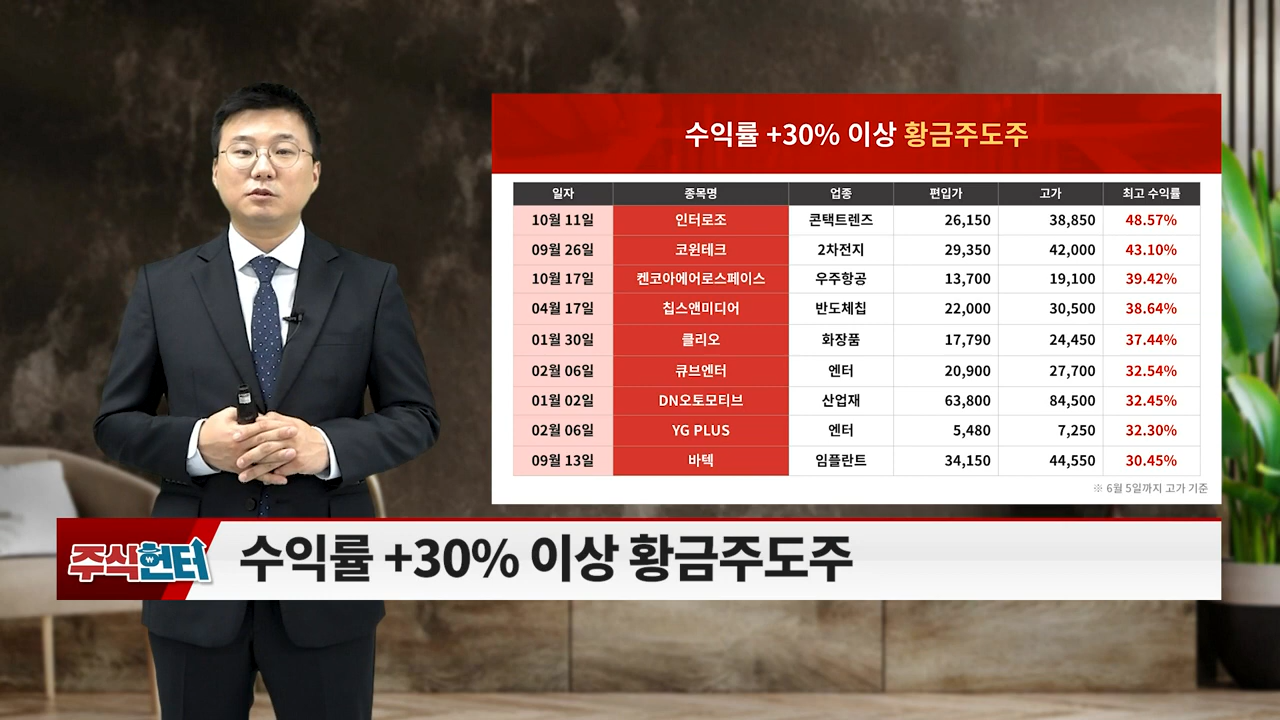 수익률 +30% 이상 황금주도주
일자 종목명 업종 편입가 고가 최고 수익률
10월 11일 인터로조 콘택트렌즈 26,150 38,850 48.57%
09월 26일 코윈테크 2차전지 29,350 42,000 43.10%
10월 17일 켄코아에어로스페이스 우주항공 13,700 19,100 39.42%
04월 17일 칩스앤미디어 반도체칩 22,000 30,500 38.64%
01월 30일 클리오 화장품 17,790 24,450 37.44%
02월 06일 큐브엔터 엔터 20,900 27,700 32.54%
01월 02일 DN오토모티브 산업재 63,800 84,500 32.45%
02월 06일 YG PLUS 엔터 5,480 7,250 32.30%
09월 13일 바텍 임플란트 34,150 44,550 30.45%
※ 6월 5일까지 고가 기준
주식헌터 수익률 +30% 이상 황금주도주